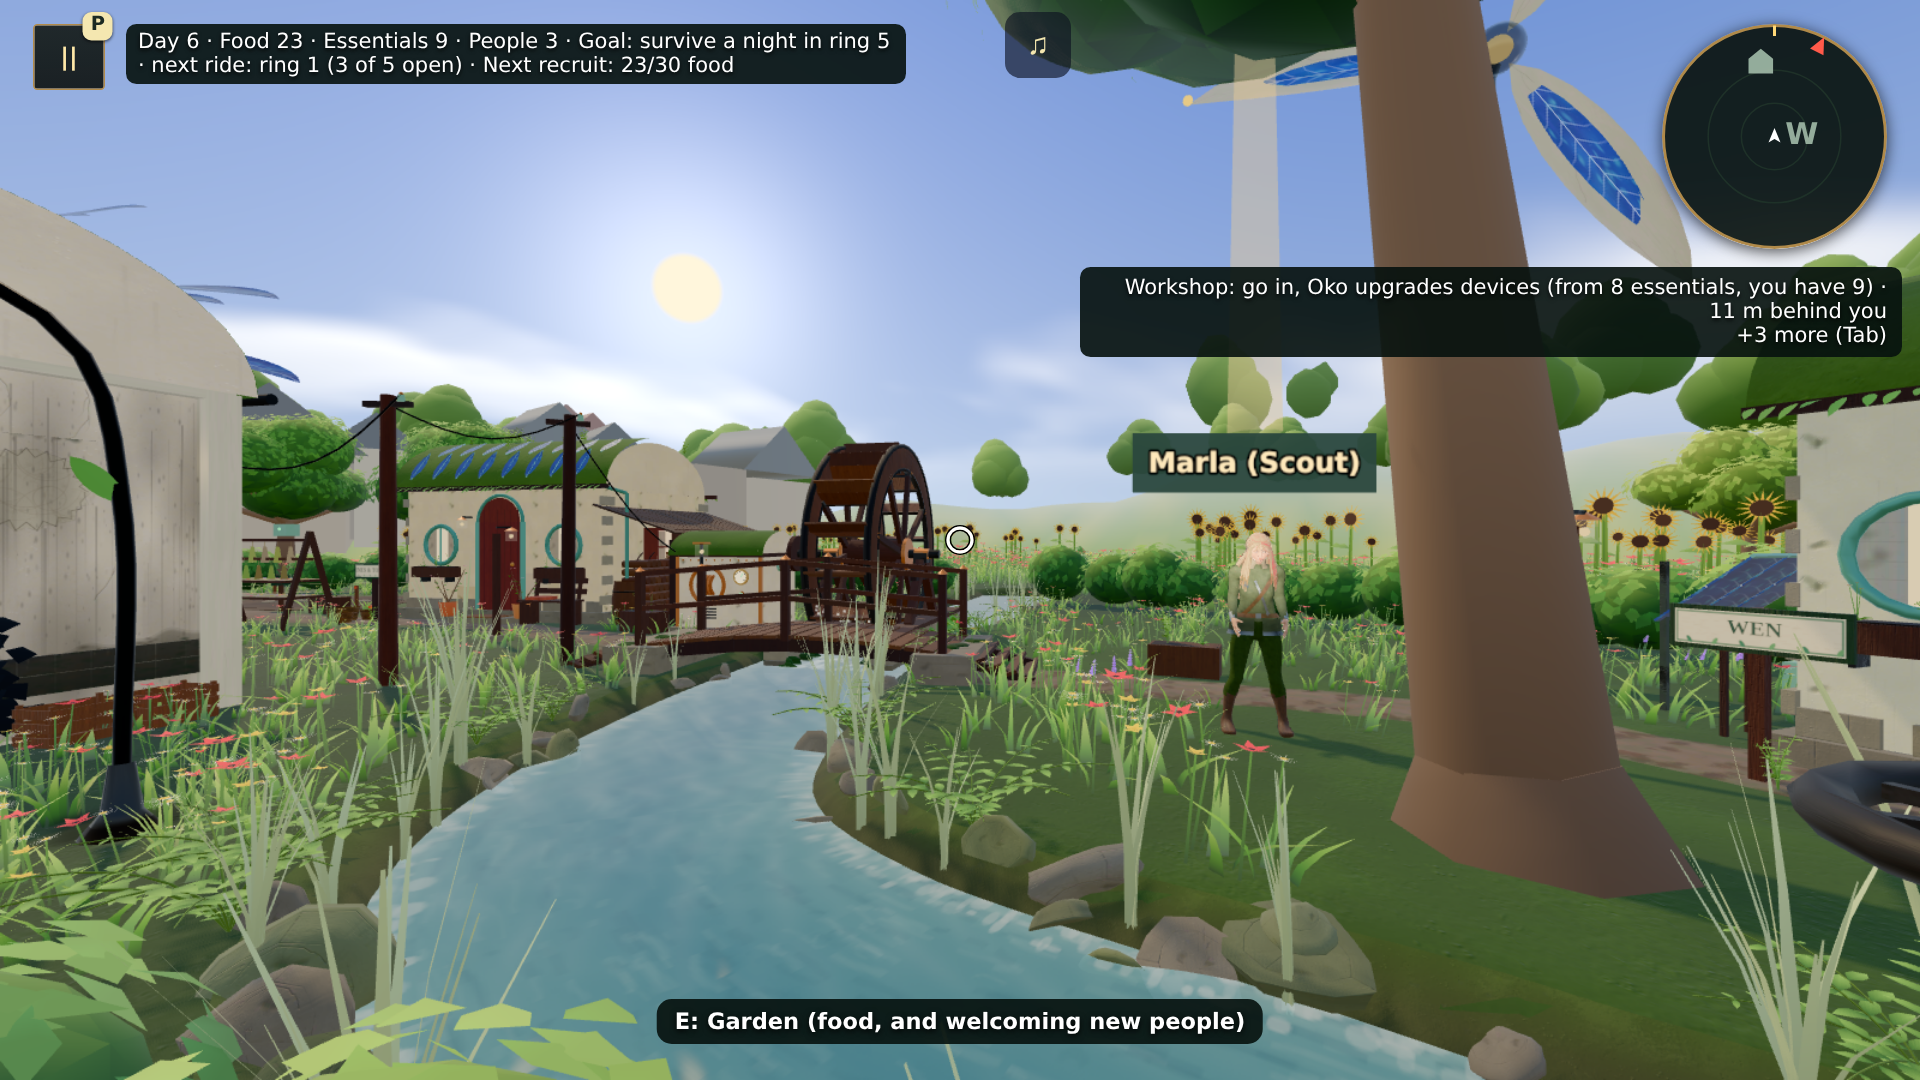 P
Day 6 · Food 23 · Essentials 9 · People 3 · Goal: survive a night in ring 5
· next ride: ring 1 (3 of 5 open) · Next recruit: 23/30 food
W
Workshop: go in, Oko upgrades devices (from 8 essentials, you have 9) ·
11 m behind you
+3 more (Tab)
Marla (Scout)
WEN
E: Garden (food, and welcoming new people)